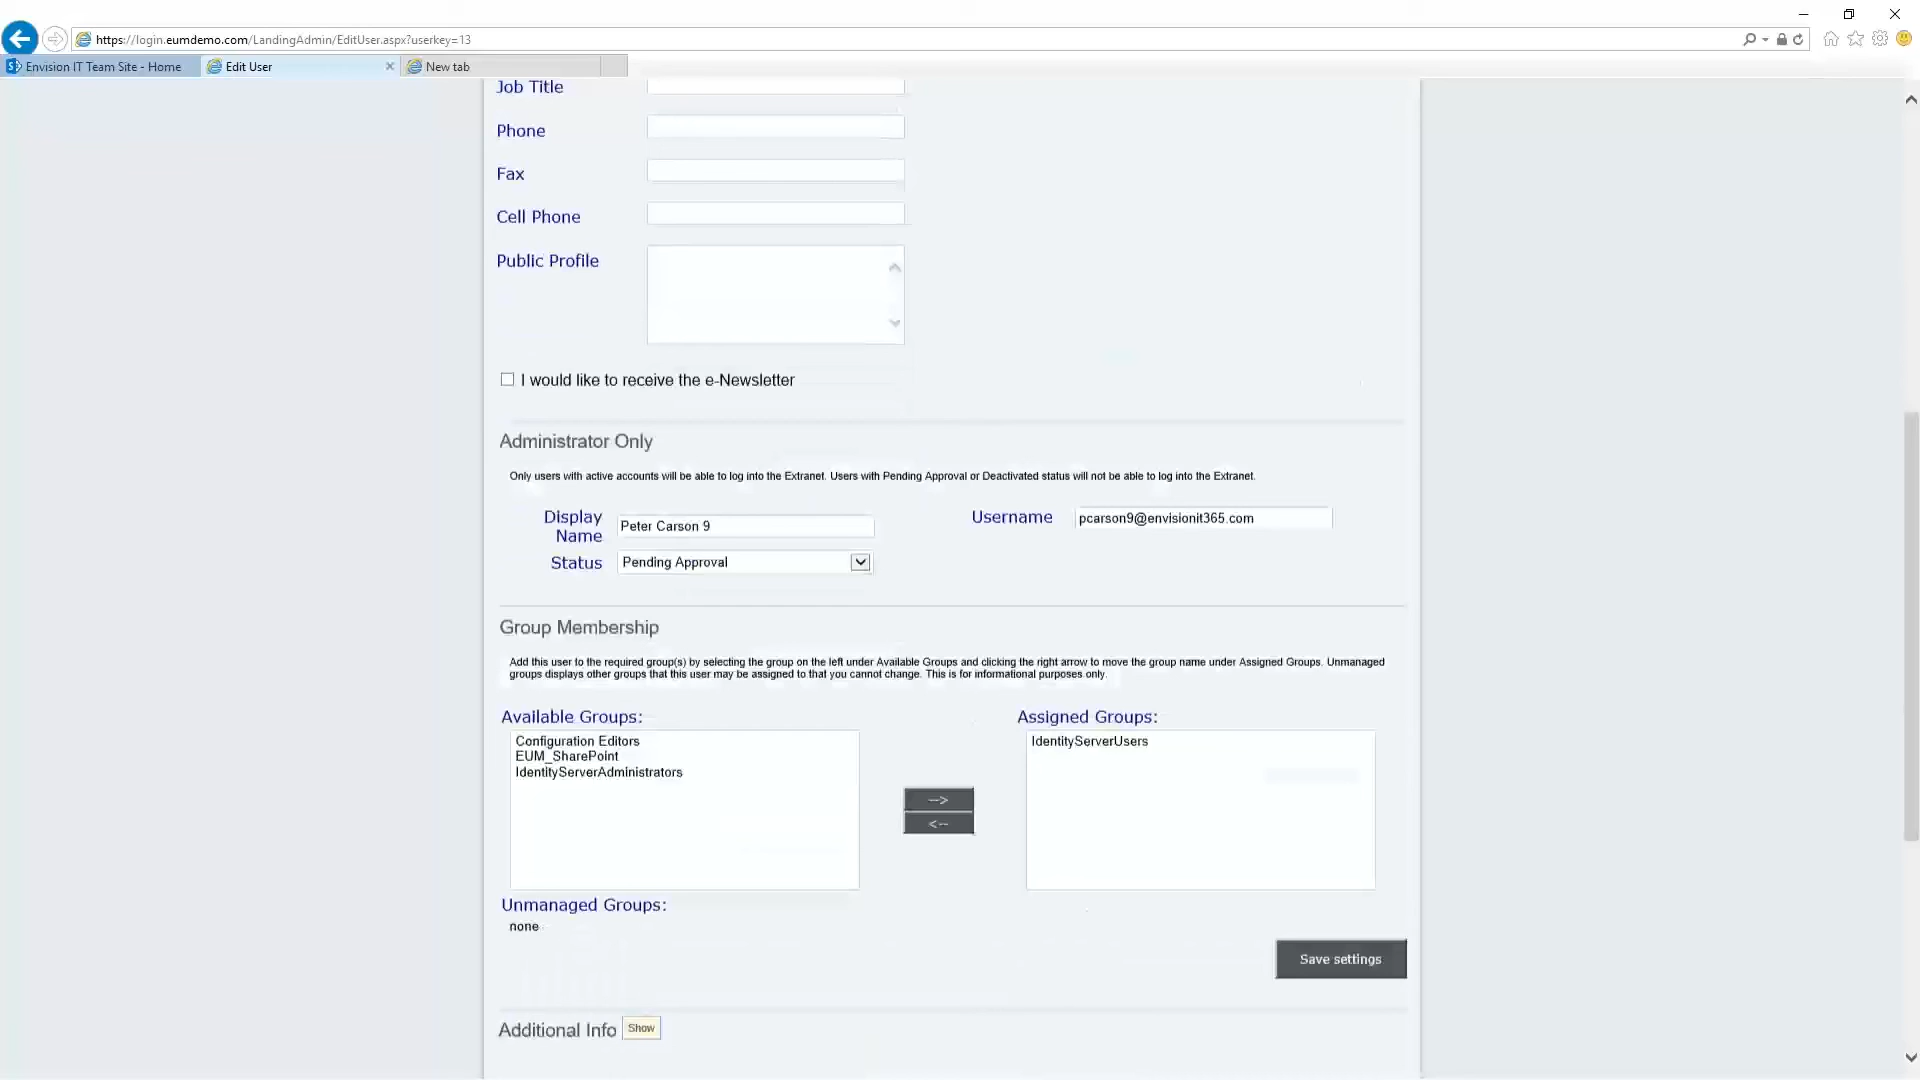 https://login.eumdemo.com/LandingAdmin/EditUser.aspx?userkey=13
Envision IT Team Site - Home
Edit User
New tab
Job Title
Phone
Fax
Cell Phone
Public Profile
I would like to receive the e-Newsletter
Administrator Only
Only users with active accounts will be able to log into the Extranet. Users with Pending Approval or Deactivated status will not be able to log into the Extranet.
Display
Name
Peter Carson 9
Username
pcarson9@envisionit365.com
Status
Pending Approval
Group Membership
Add this user to the required group(s) by selecting the group on the left under Available Groups and clicking the right arrow to move the group name under Assigned Groups. Unmanaged
groups displays other groups that this user may be assigned to that you cannot change. This is for informational purposes only.
Available Groups:
Configuration Editors
EUM_SharePoint
IdentityServerAdministrators
-->
<--
Assigned Groups:
IdentityServerUsers
Unmanaged Groups:
none
Save settings
Additional Info
Show